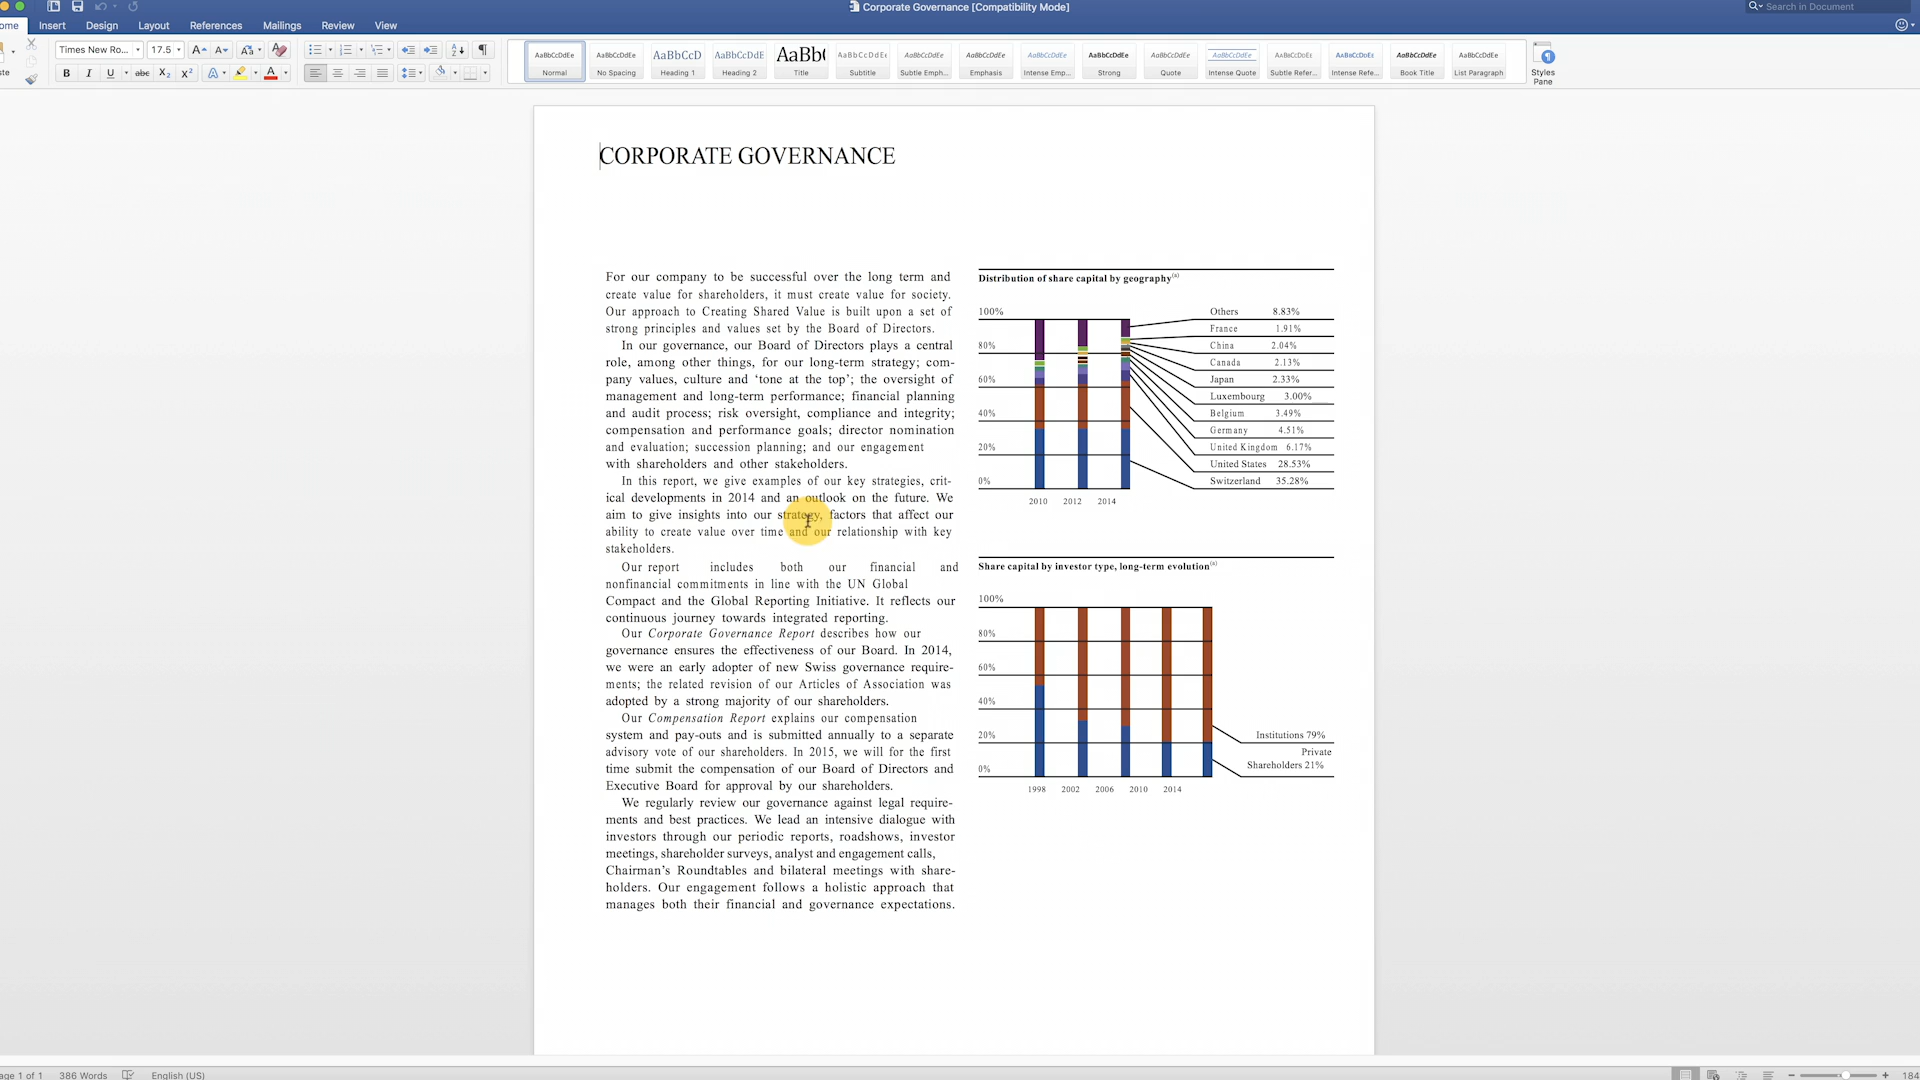 Corporate Governance [Compatibility Mode]
Search in Document
Insert Design Layout References Mailings Review View
Times New Ro... 17.5
AaBbCcDdEe AaBbCcDdEe AaBbCcD AaBbCcDdE AaBb( AaBbCcDdEe AaBbCcDdEe AaBbCcDdEe AaBbCcDdEe AaBbCcDdEe AaBbCcDdEe AaBbCcDdEe AaBbCcDdEe AaBbCcDdEe AaBbCcDdEe AaBbCcDdEe
Normal No Spacing Heading 1 Heading 2 Title Subtitle Subtle Emph... Emphasis Intense Emp... Strong Quote Intense Quote Subtle Refer... Intense Refe... Book Title List Paragraph
Styles
Pane
CORPORATE GOVERNANCE
For our company to be successful over the long term and
create value for shareholders, it must create value for society.
Our approach to Creating Shared Value is built upon a set of
strong principles and values set by the Board of Directors.
In our governance, our Board of Directors plays a central
role, among other things, for our long-term strategy; com-
pany values, culture and ‘tone at the top’; the oversight of
management and long-term performance; financial planning
and audit process; risk oversight, compliance and integrity;
compensation and performance goals; director nomination
and evaluation; succession planning; and our engagement
with shareholders and other stakeholders.
In this report, we give examples of our key strategies, crit-
ical developments in 2014 and an outlook on the future. We
aim to give insights into our strategy, factors that affect our
ability to create value over time and our relationship with key
stakeholders.
Our report includes both our financial and
nonfinancial commitments in line with the UN Global
Compact and the Global Reporting Initiative. It reflects our
continuous journey towards integrated reporting.
Our Corporate Governance Report describes how our
governance ensures the effectiveness of our Board. In 2014,
we were an early adopter of new Swiss governance require-
ments; the related revision of our Articles of Association was
adopted by a strong majority of our shareholders.
Our Compensation Report explains our compensation
system and pay-outs and is submitted annually to a separate
advisory vote of our shareholders. In 2015, we will for the first
time submit the compensation of our Board of Directors and
Executive Board for approval by our shareholders.
We regularly review our governance against legal require-
ments and best practices. We lead an intensive dialogue with
investors through our periodic reports, roadshows, investor
meetings, shareholder surveys, analyst and engagement calls,
Chairman’s Roundtables and bilateral meetings with share-
holders. Our engagement follows a holistic approach that
manages both their financial and governance expectations.
Distribution of share capital by geography(a)
100%
80%
60%
40%
20%
0%
2010 2012 2014
Others 8.83%
France 1.91%
China 2.04%
Canada 2.13%
Japan 2.33%
Luxembourg 3.00%
Belgium 3.49%
Germany 4.51%
United Kingdom 6.17%
United States 28.53%
Switzerland 35.28%
Share capital by investor type, long-term evolution(a)
100%
80%
60%
40%
20%
0%
1998 2002 2006 2010 2014
Institutions 79%
Private
Shareholders 21%
age 1 of 1 386 Words English (US)
184